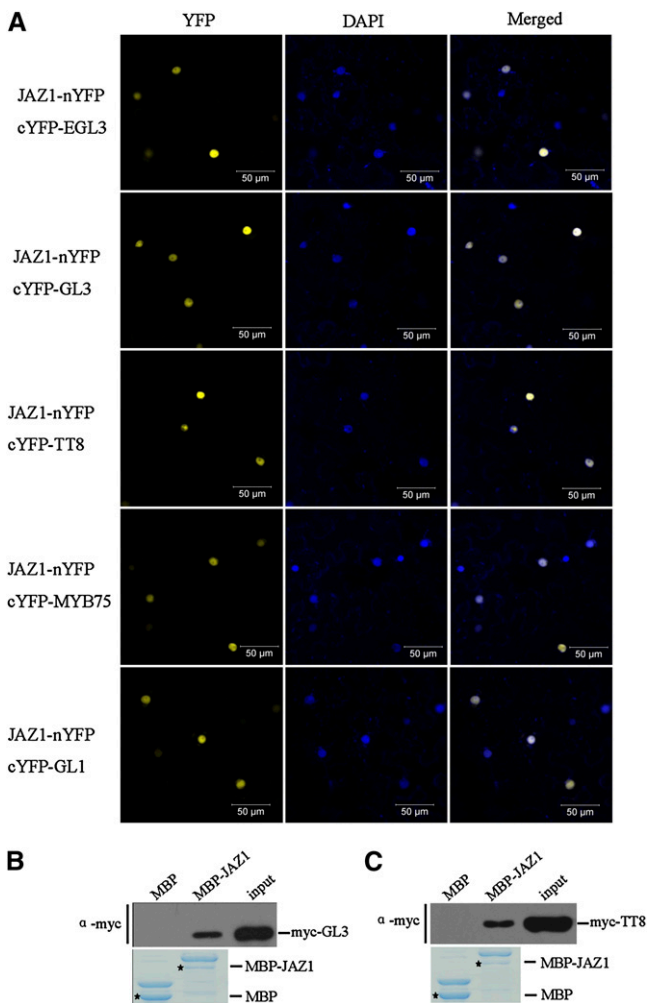 A
YFP DAPI Merged
JAZ1-nYFP
cYFP-EGL3
50 µm 50 µm 50 µm
JAZ1-nYFP
cYFP-GL3
50 µm 50 µm 50 µm
JAZ1-nYFP
cYFP-TT8
50 µm 50 µm 50 µm
JAZ1-nYFP
cYFP-MYB75
50 µm 50 µm 50 µm
JAZ1-nYFP
cYFP-GL1
50 µm 50 µm 50 µm
B
MBP MBP-JAZ1 input
α-myc
myc-GL3
MBP-JAZ1
MBP
C
MBP MBP-JAZ1 input
α-myc
myc-TT8
MBP-JAZ1
MBP